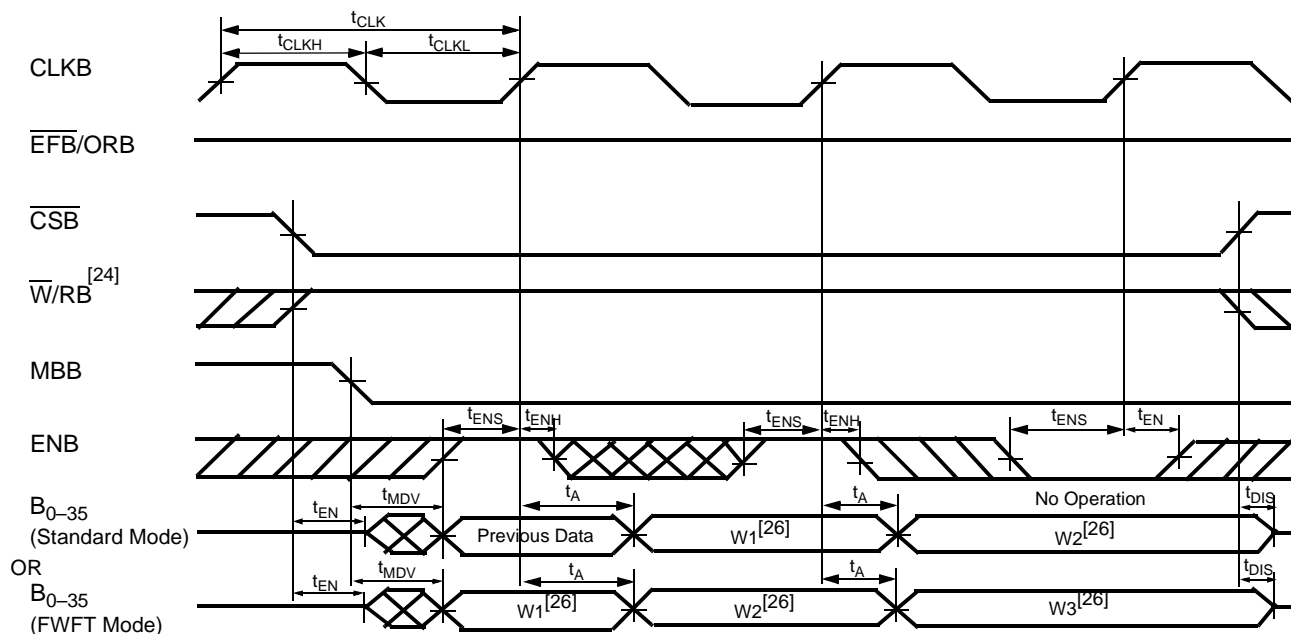 tCLK
tCLKH tCLKL
CLKB
EFB/ORB
CSB
W/RB[24]
MBB
tENS tENH tENS tENH tENS tEN
ENB
tMDV tA tA No Operation
B0–35 tEN tDIS
(Standard Mode) Previous Data W1[26] W2[26]
OR
tMDV tA tA
B0–35 tEN tDIS
(FWFT Mode) W1[26] W2[26] W3[26]